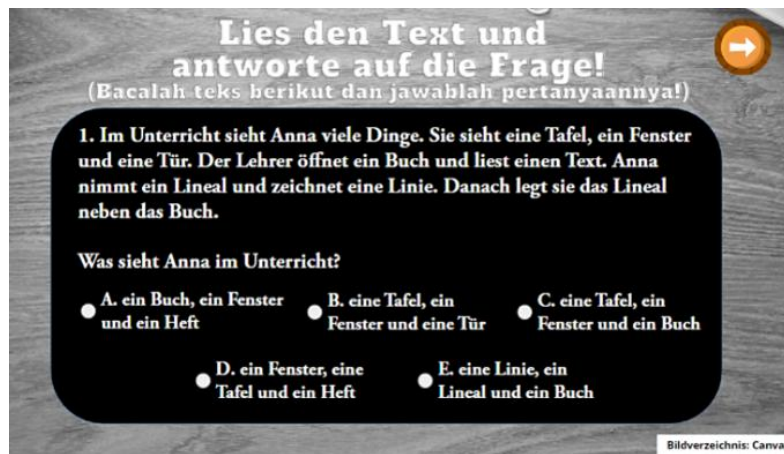 Lies den Text und
antworte auf die Frage!
(Bacalah teks berikut dan jawablah pertanyaannya!)
1. Im Unterricht sieht Anna viele Dinge. Sie sieht eine Tafel, ein Fenster
und eine Tür. Der Lehrer öffnet ein Buch und liest einen Text. Anna
nimmt ein Lineal und zeichnet eine Linie. Danach legt sie das Lineal
neben das Buch.
Was sieht Anna im Unterricht?
A. ein Buch, ein Fenster
und ein Heft
B. eine Tafel, ein
Fenster und eine Tür
C. eine Tafel, ein
Fenster und ein Buch
D. ein Fenster, eine
Tafel und ein Heft
E. eine Linie, ein
Lineal und ein Buch
Bildverzeichnis: Canva